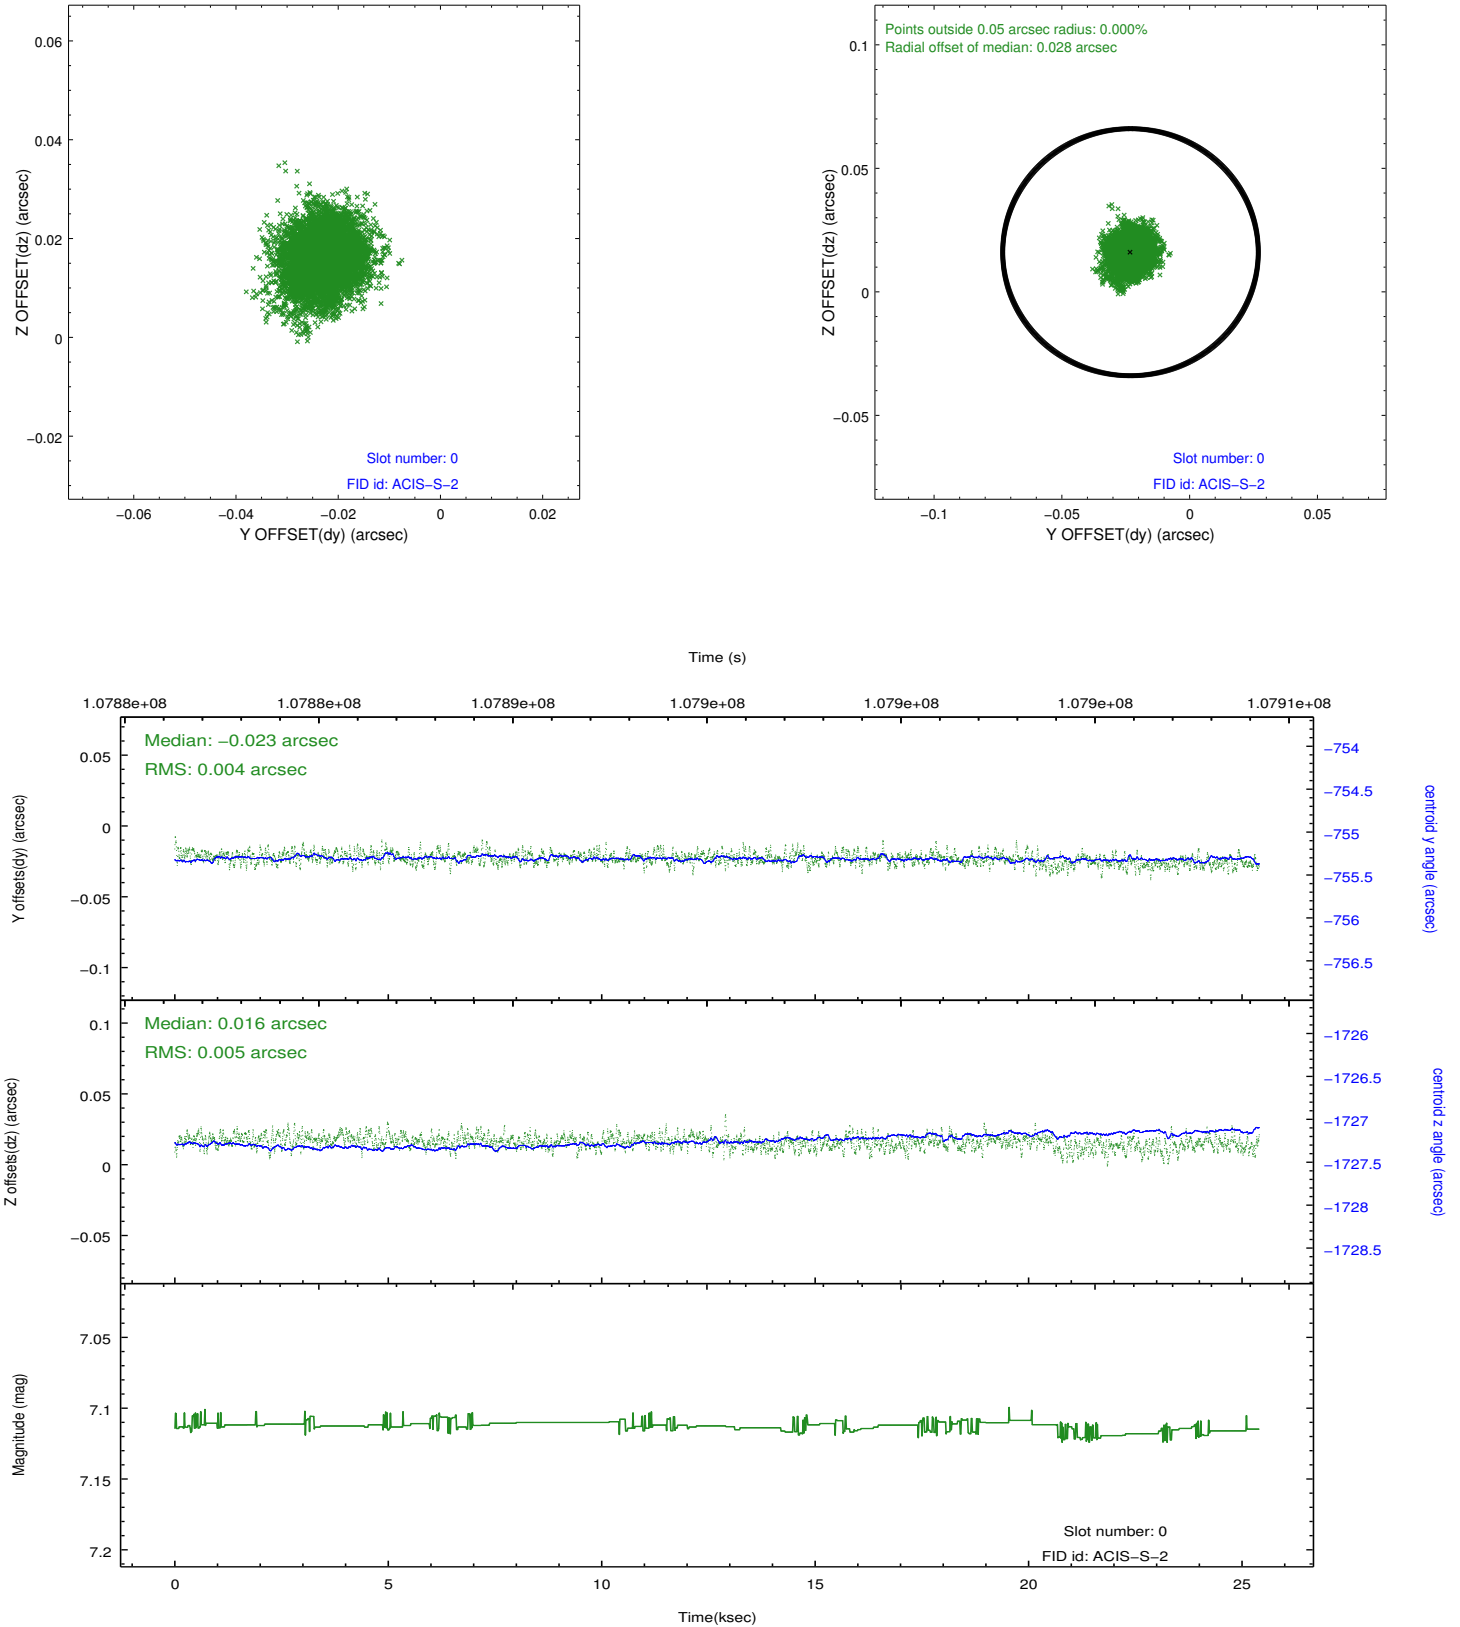 0.06
0.04
0.02
0
−0.02
Z OFFSET(dz) (arcsec)
Slot number: 0
FID id: ACIS−S−2
−0.06 −0.04 −0.02 0 0.02
Y OFFSET(dy) (arcsec)
Points outside 0.05 arcsec radius: 0.000%
Radial offset of median: 0.028 arcsec
0.1
0.05
0
−0.05
Z OFFSET(dz) (arcsec)
Slot number: 0
FID id: ACIS−S−2
−0.1 −0.05 0 0.05
Y OFFSET(dy) (arcsec)
Time (s)
1.0788e+08 1.0788e+08 1.0789e+08 1.079e+08 1.079e+08 1.079e+08 1.0791e+08
Median: −0.023 arcsec
RMS: 0.004 arcsec
0.05
0
−0.05
−0.1
Y offsets(dy) (arcsec)
−754
−754.5
−755
−755.5
−756
−756.5
centroid y angle (arcsec)
Median: 0.016 arcsec
RMS: 0.005 arcsec
0.1
0.05
0
−0.05
Z offsets(dz) (arcsec)
−1726
−1726.5
−1727
−1727.5
−1728
−1728.5
centroid z angle (arcsec)
7.05
7.1
7.15
7.2
Magnitude (mag)
Slot number: 0
FID id: ACIS−S−2
0 5 10 15 20 25
Time(ksec)